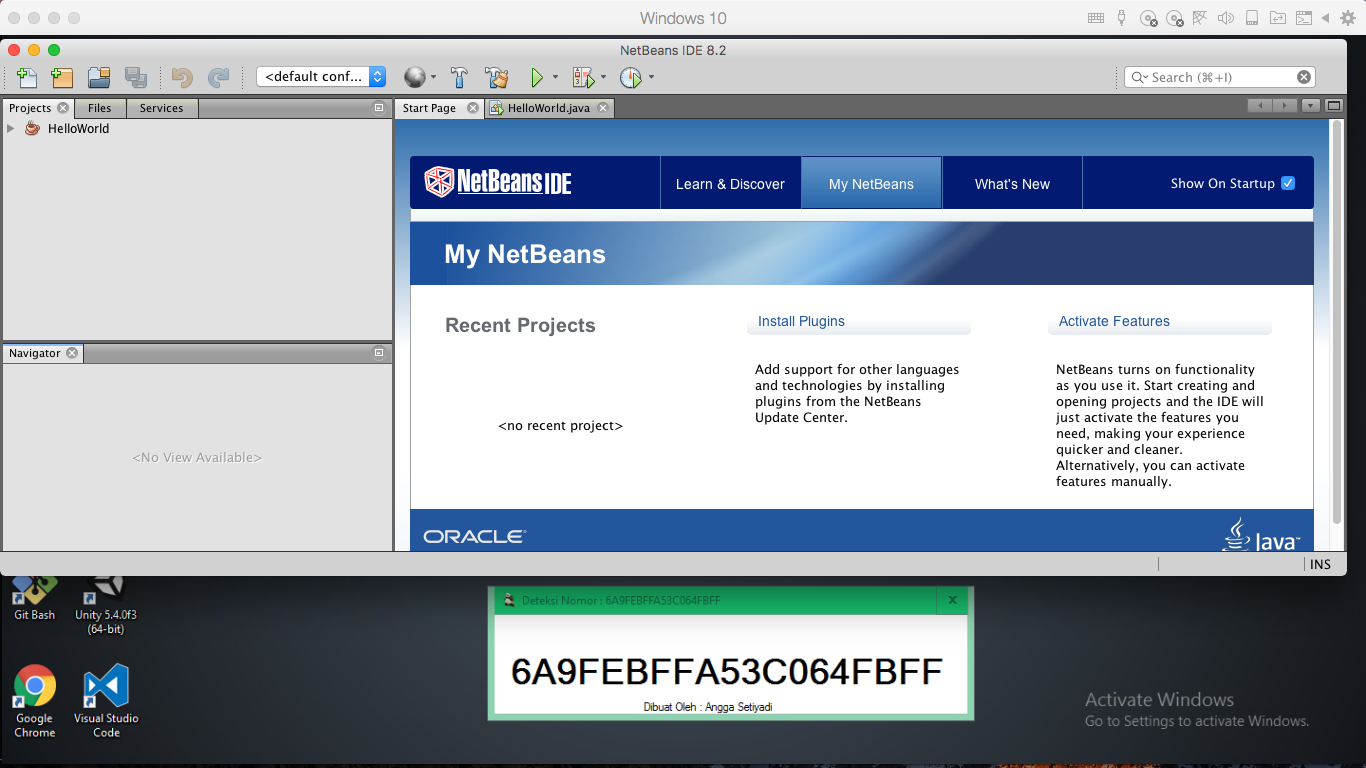 Windows 10
NetBeans IDE 8.2
<default conf...
Search (⌘+I)
Projects
Files
Services
HelloWorld
Navigator
<No View Available>
Start Page
HelloWorld.java
NetBeans IDE
Learn & Discover
My NetBeans
What's New
Show On Startup
My NetBeans
Recent Projects
<no recent project>
Install Plugins
Add support for other languages
and technologies by installing
plugins from the NetBeans
Update Center.
Activate Features
NetBeans turns on functionality
as you use it. Start creating and
opening projects and the IDE will
just activate the features you
need, making your experience
quicker and cleaner.
Alternatively, you can activate
features manually.
ORACLE
Java™
INS
Git Bash
Unity 5.4.0f3
(64-bit)
Google
Chrome
Visual Studio
Code
Deteksi Nomor : 6A9FEBFFA53C064FBFF
6A9FEBFFA53C064FBFF
Dibuat Oleh : Angga Setiyadi
Activate Windows
Go to Settings to activate Windows.